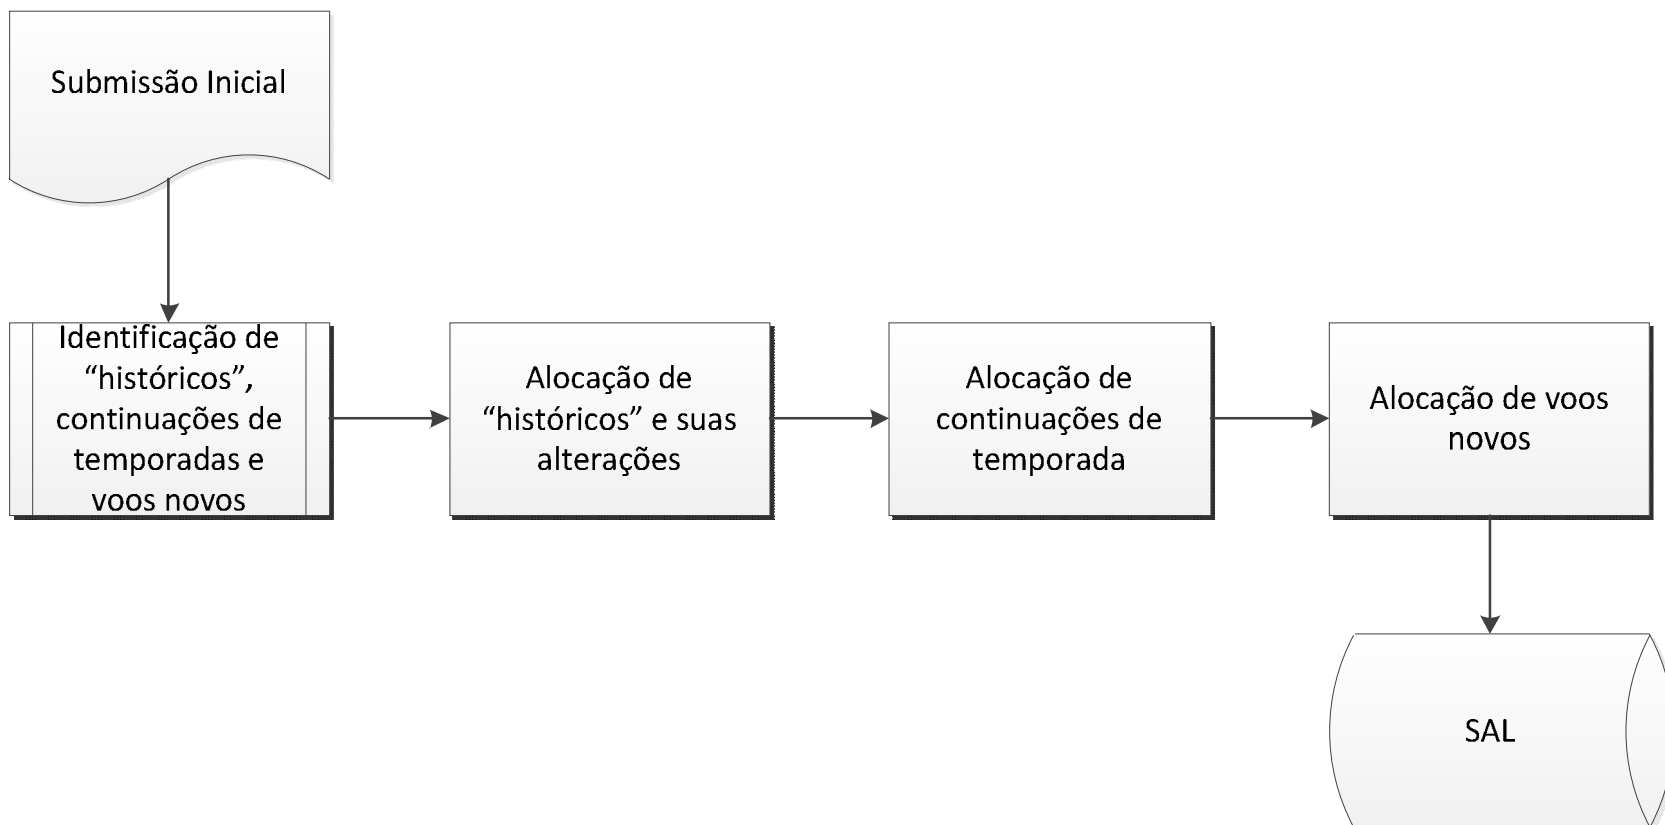 Submissão Inicial
Identificação de
“históricos”,
continuações de
temporadas e
voos novos
Alocação de
“históricos” e suas
alterações
Alocação de
continuações de
temporada
Alocação de voos
novos
SAL